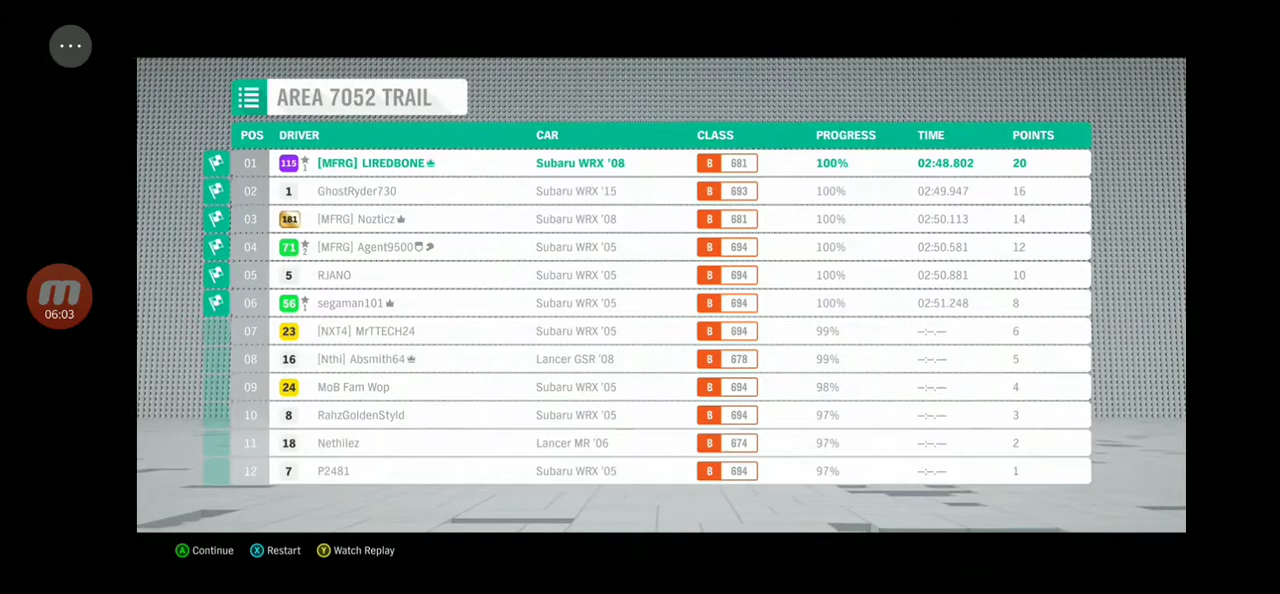 AREA 7052 TRAIL
POS DRIVER CAR CLASS PROGRESS TIME POINTS
01 115 1 [MFRG] LIREDBONE Subaru WRX '08 B 681 100% 02:48.802 20
02 1 GhostRyder730 Subaru WRX '15 B 693 100% 02:49.947 16
03 181 [MFRG] Nozticz Subaru WRX '08 B 681 100% 02:50.113 14
04 71 2 [MFRG] Agent9500 Subaru WRX '05 B 694 100% 02:50.581 12
05 5 RJANO Subaru WRX '05 B 694 100% 02:50.881 10
06 56 1 segaman101 Subaru WRX '05 B 694 100% 02:51.248 8
07 23 [NXT4] MrTTECH24 Subaru WRX '05 B 694 99% --:--.--- 6
08 16 [Nthi] Absmith64 Lancer GSR '08 B 678 99% --:--.--- 5
09 24 MoB Fam Wop Subaru WRX '05 B 694 98% --:--.--- 4
10 8 RahzGoldenStyld Subaru WRX '05 B 694 97% --:--.--- 3
11 18 Nethilez Lancer MR '06 B 674 97% --:--.--- 2
12 7 P2481 Subaru WRX '05 B 694 97% --:--.--- 1
06:03
A Continue X Restart Y Watch Replay